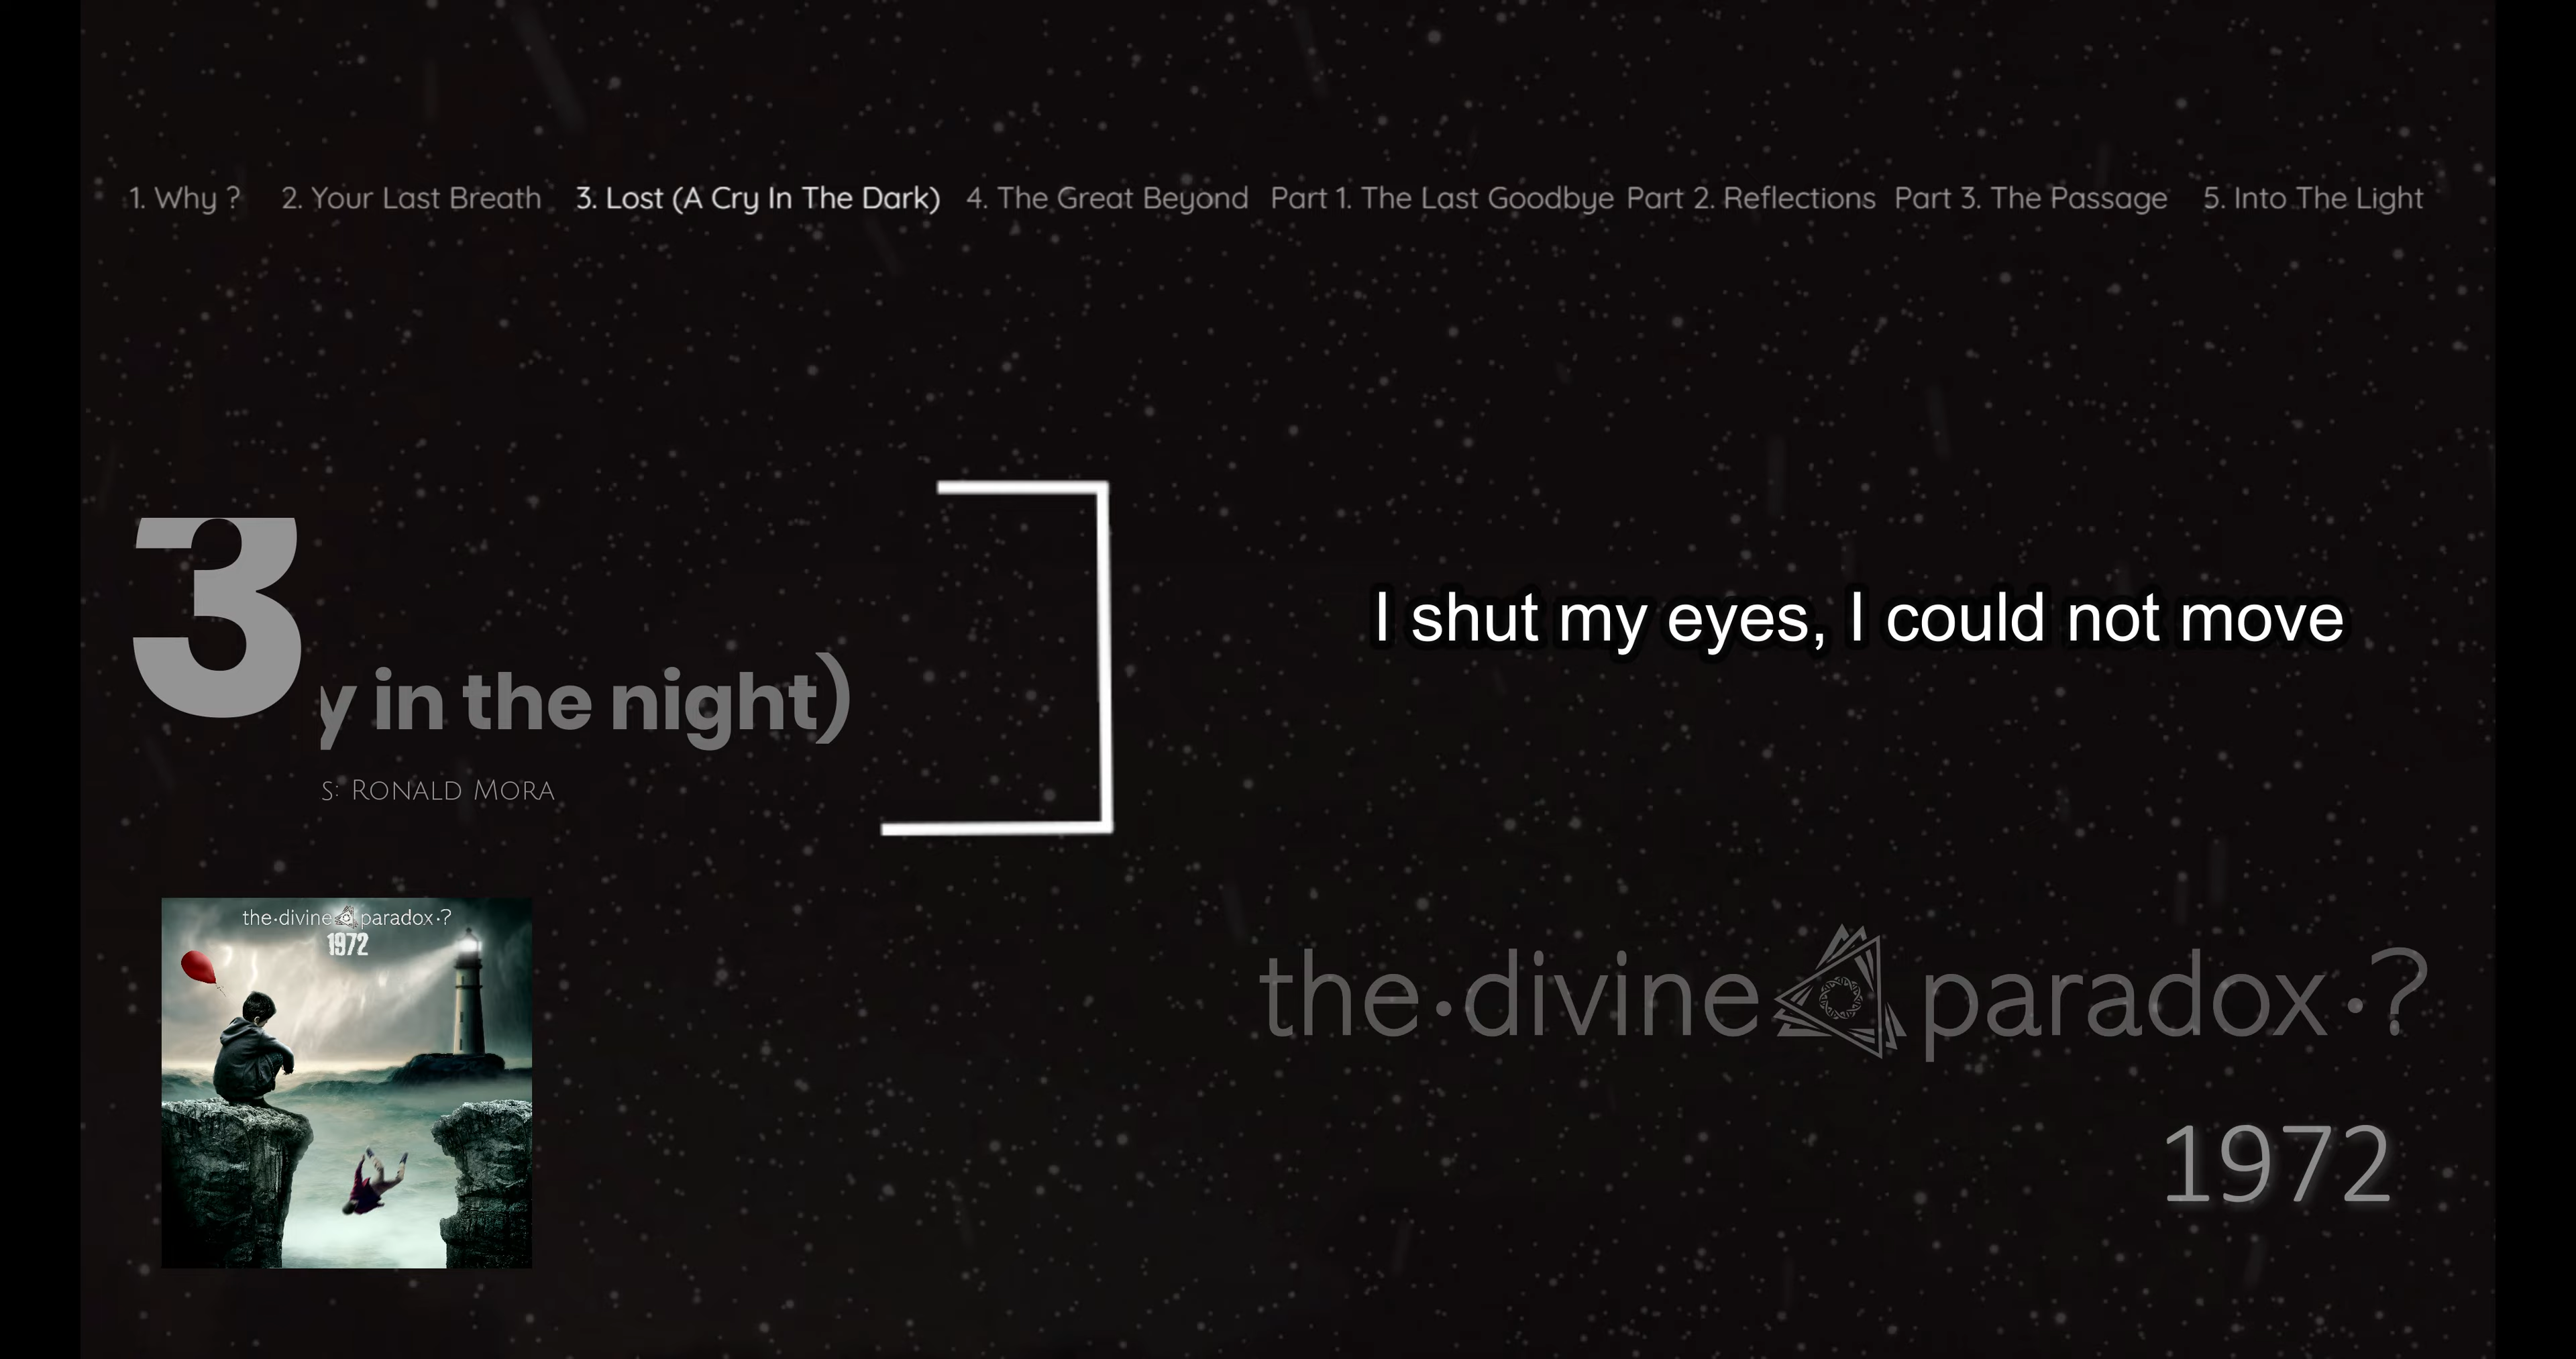 1. Why ? 2. Your Last Breath 3. Lost (A Cry In The Dark) 4. The Great Beyond Part 1. The Last Goodbye Part 2. Reflections Part 3. The Passage 5. Into The Light
3
y in the night)
s: Ronald Mora
I shut my eyes, I could not move
the·divine paradox·?
1972
the·divine paradox·?
1972